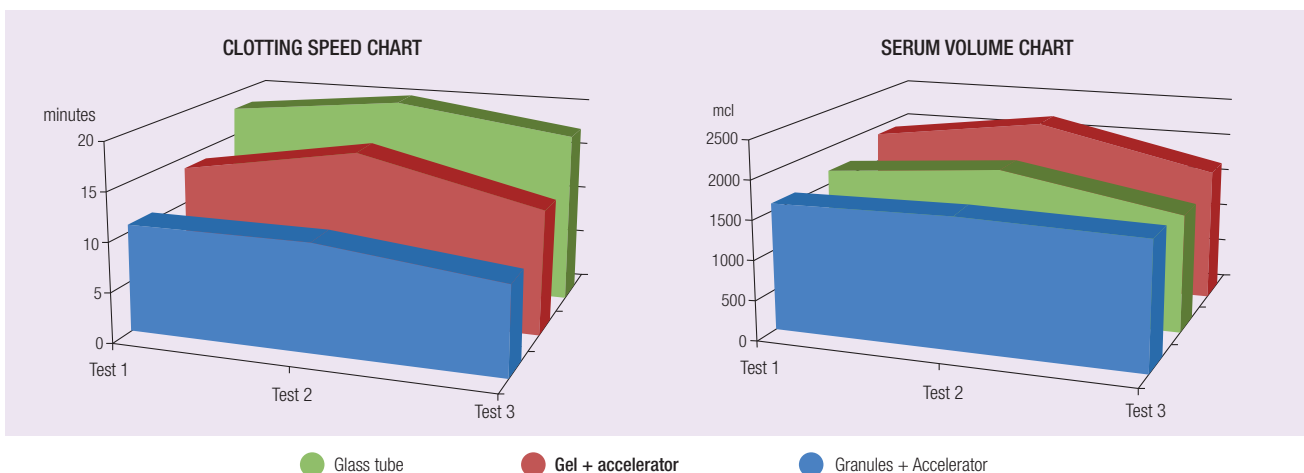 CLOTTING SPEED CHART
minutes
20
15
10
5
0
Test 1
Test 2
Test 3
SERUM VOLUME CHART
mcl
2500
2000
1500
1000
500
0
Test 1
Test 2
Test 3
Glass tube
Gel + accelerator
Granules + Accelerator